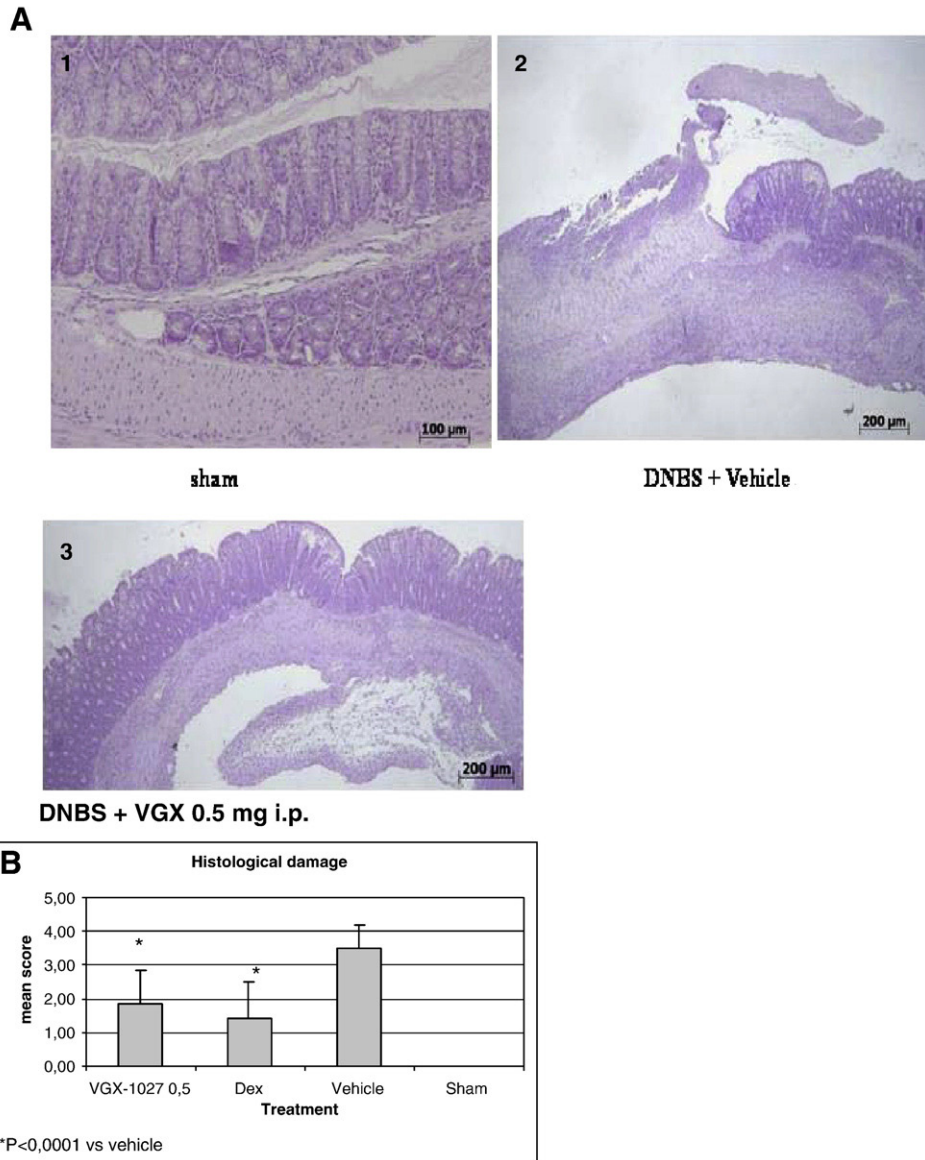 A
1
2
100 µm
200 µm
sham
DNBS + Vehicle
3
200 µm
DNBS + VGX 0.5 mg i.p.
B
Histological damage
5,00
4,00
3,00
2,00
1,00
0,00
mean score
*
*
VGX-1027 0,5
Dex
Vehicle
Sham
Treatment
*P<0,0001 vs vehicle